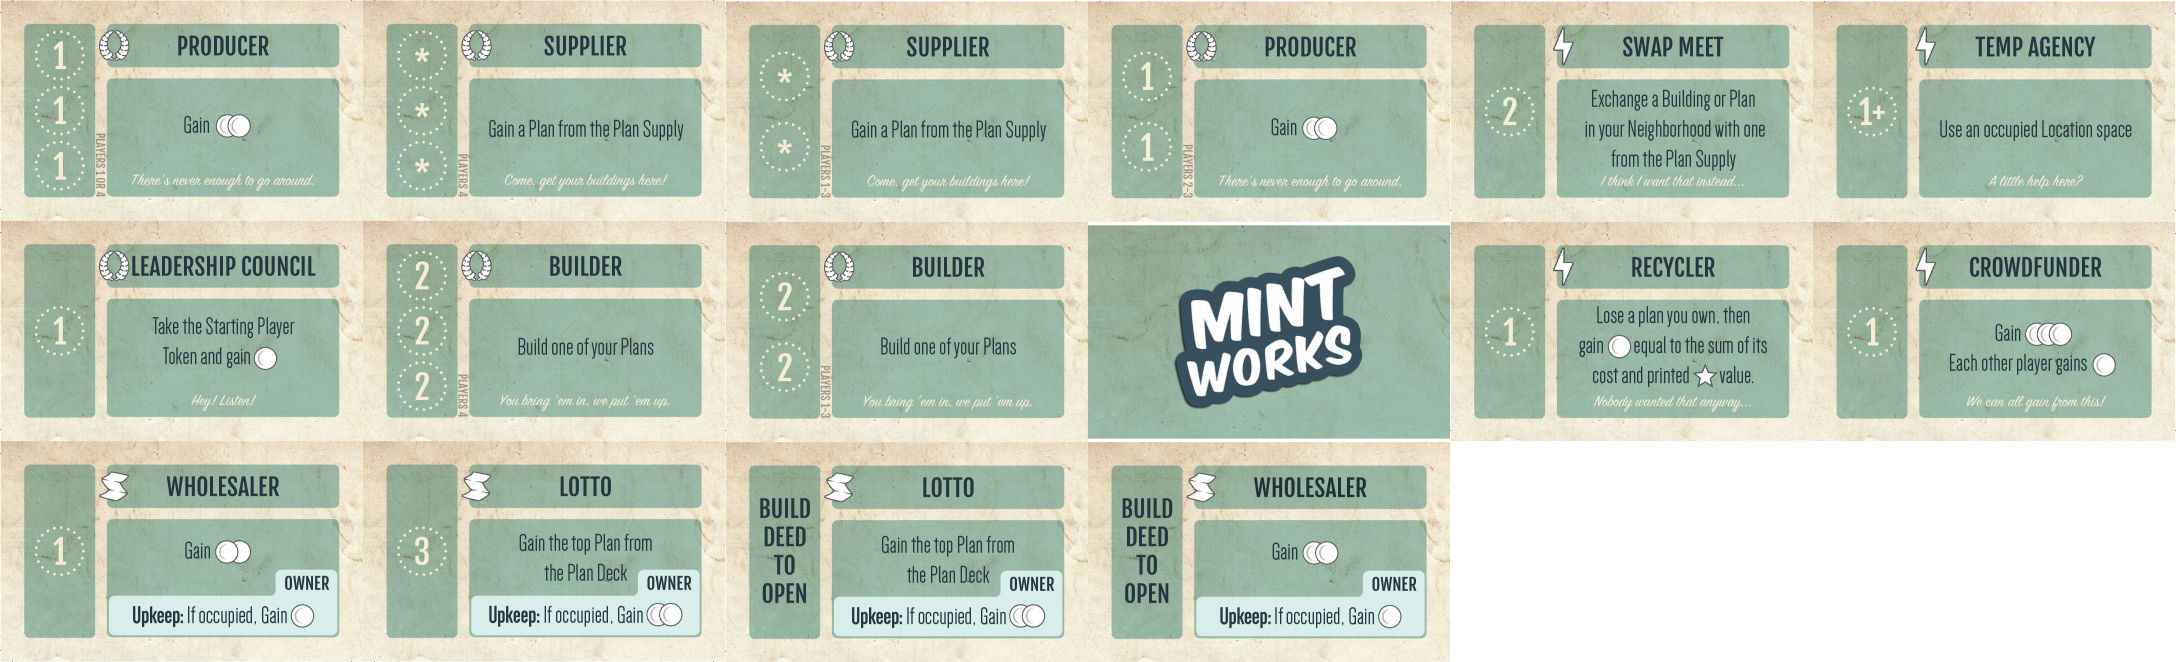 1
1
1
PRODUCER
Gain
There's never enough to go around.
PLAYERS 1 OR 4
*
*
*
SUPPLIER
Gain a Plan from the Plan Supply
Come, get your buildings here!
PLAYERS 4
*
*
SUPPLIER
Gain a Plan from the Plan Supply
Come, get your buildings here!
PLAYERS 1-3
1
1
PRODUCER
Gain
There's never enough to go around.
PLAYERS 2-3
2
SWAP MEET
Exchange a Building or Plan
in your Neighborhood with one
from the Plan Supply
I think I want that instead...
1+
TEMP AGENCY
Use an occupied Location space
A little help here?
1
LEADERSHIP COUNCIL
Take the Starting Player
Token and gain
Hey! Listen!
2
2
2
BUILDER
Build one of your Plans
You bring 'em in, we put 'em up.
PLAYERS 4
2
2
BUILDER
Build one of your Plans
You bring 'em in, we put 'em up.
PLAYERS 1-3
MINT
WORKS
1
RECYCLER
Lose a plan you own, then
gain equal to the sum of its
cost and printed value.
Nobody wanted that anyway...
1
CROWDFUNDER
Gain
Each other player gains
We can all gain from this!
1
WHOLESALER
Gain
OWNER
Upkeep: If occupied, Gain
3
LOTTO
Gain the top Plan from
the Plan Deck
OWNER
Upkeep: If occupied, Gain
BUILD
DEED
TO
OPEN
LOTTO
Gain the top Plan from
the Plan Deck
OWNER
Upkeep: If occupied, Gain
BUILD
DEED
TO
OPEN
WHOLESALER
Gain
OWNER
Upkeep: If occupied, Gain